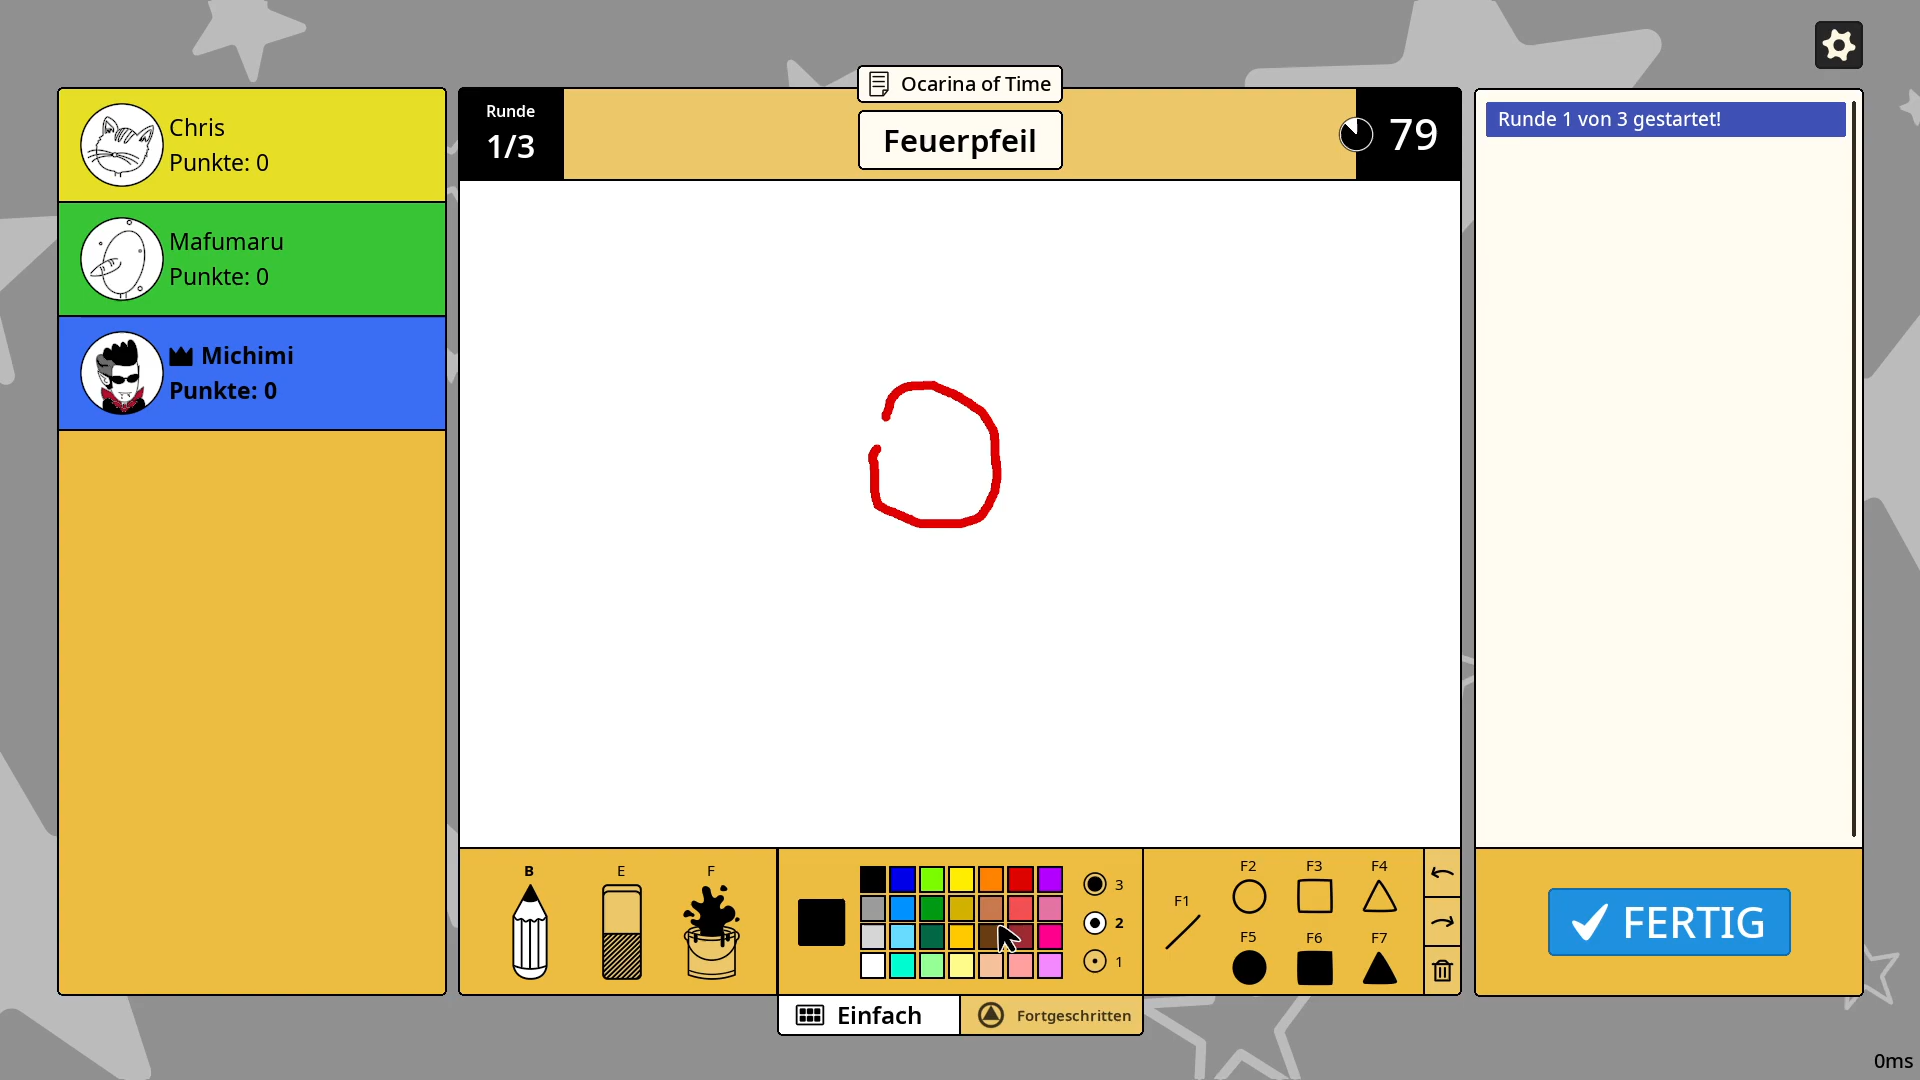 Ocarina of Time
Runde
1/3
Feuerpfeil
79
Chris
Punkte: 0
Mafumaru
Punkte: 0
Michimi
Punkte: 0
Runde 1 von 3 gestartet!
B
E
F
3
2
1
F1
F2
F3
F4
F5
F6
F7
FERTIG
Einfach
Fortgeschritten
0ms